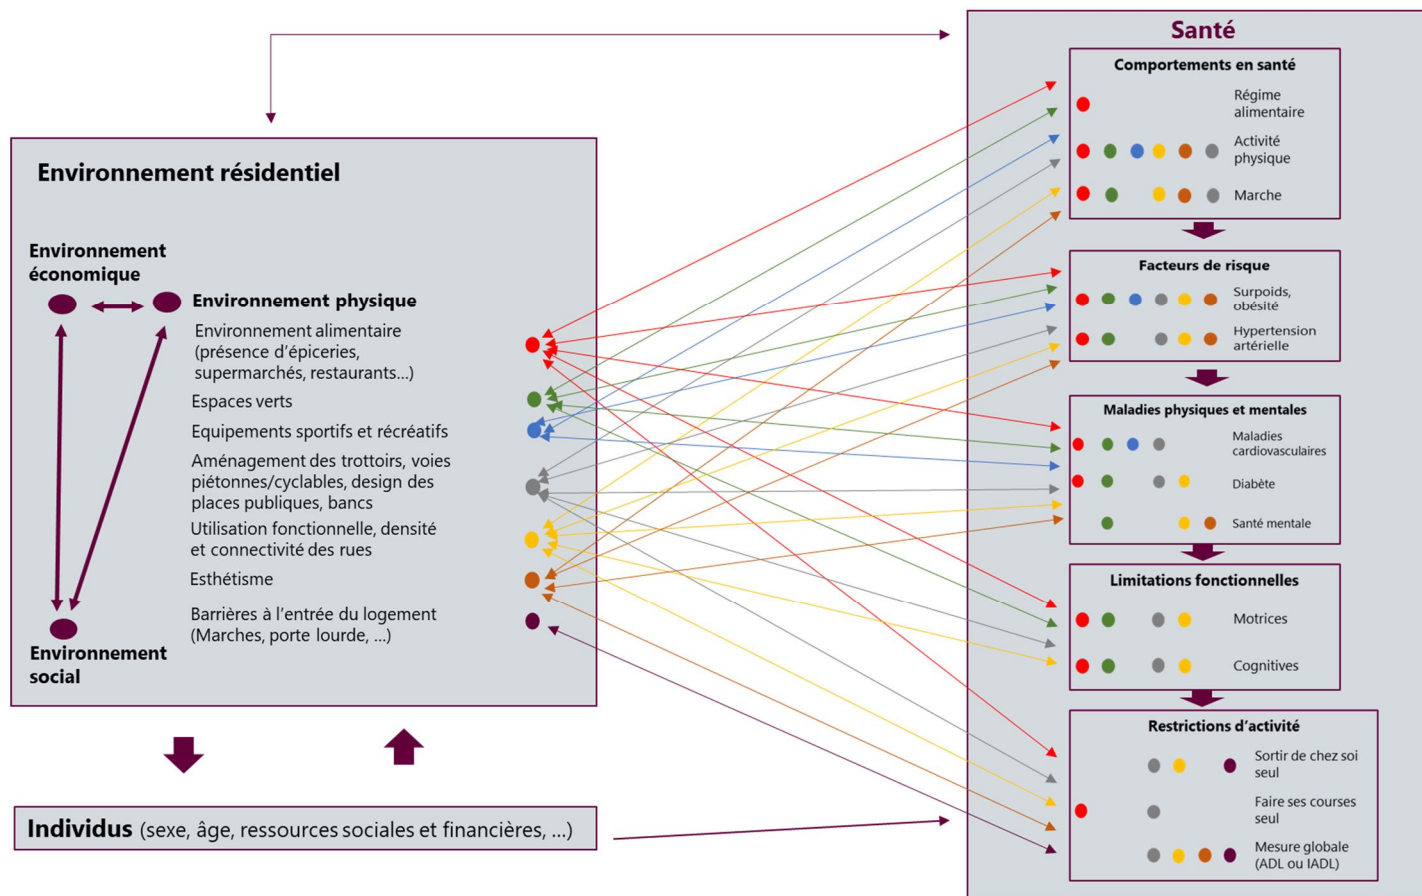 Environnement résidentiel
Environnement
économique
Environnement physique
Environnement alimentaire
(présence d'épiceries,
supermarchés, restaurants...)
Espaces verts
Equipements sportifs et récréatifs
Aménagement des trottoirs, voies
piétonnes/cyclables, design des
places publiques, bancs
Utilisation fonctionnelle, densité
et connectivité des rues
Esthétisme
Barrières à l'entrée du logement
(Marches, porte lourde, ...)
Environnement
social
Individus (sexe, âge, ressources sociales et financières, ...)
Santé
Comportements en santé
Régime
alimentaire
Activité
physique
Marche
Facteurs de risque
Surpoids,
obésité
Hypertension
artérielle
Maladies physiques et mentales
Maladies
cardiovasculaires
Diabète
Santé mentale
Limitations fonctionnelles
Motrices
Cognitives
Restrictions d'activité
Sortir de chez soi
seul
Faire ses courses
seul
Mesure globale
(ADL ou IADL)